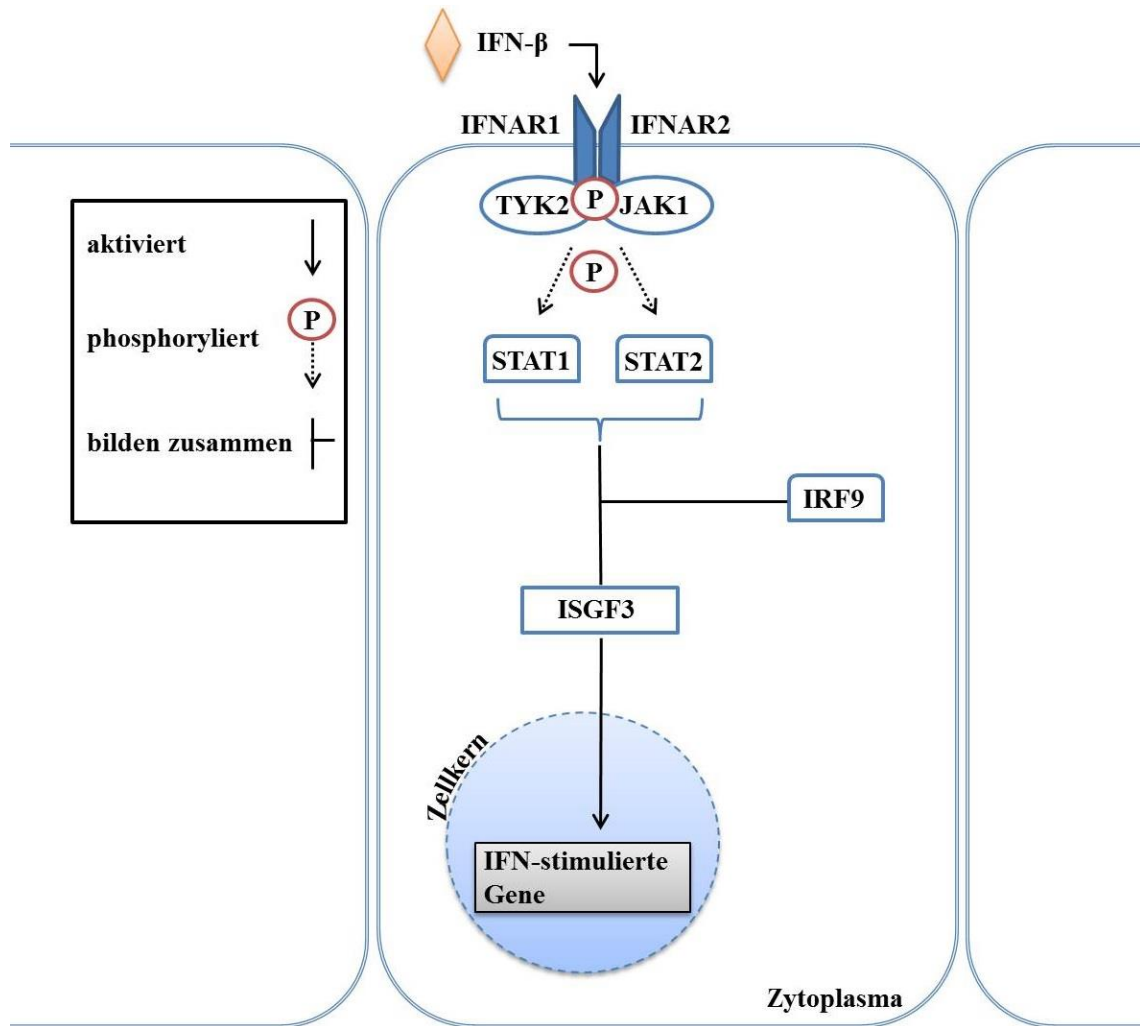 IFN-β
IFNAR1 IFNAR2
TYK2 P JAK1
P
STAT1 STAT2
IRF9
ISGF3
Zellkern
IFN-stimulierte
Gene
Zytoplasma
aktiviert
phosphoryliert P
bilden zusammen